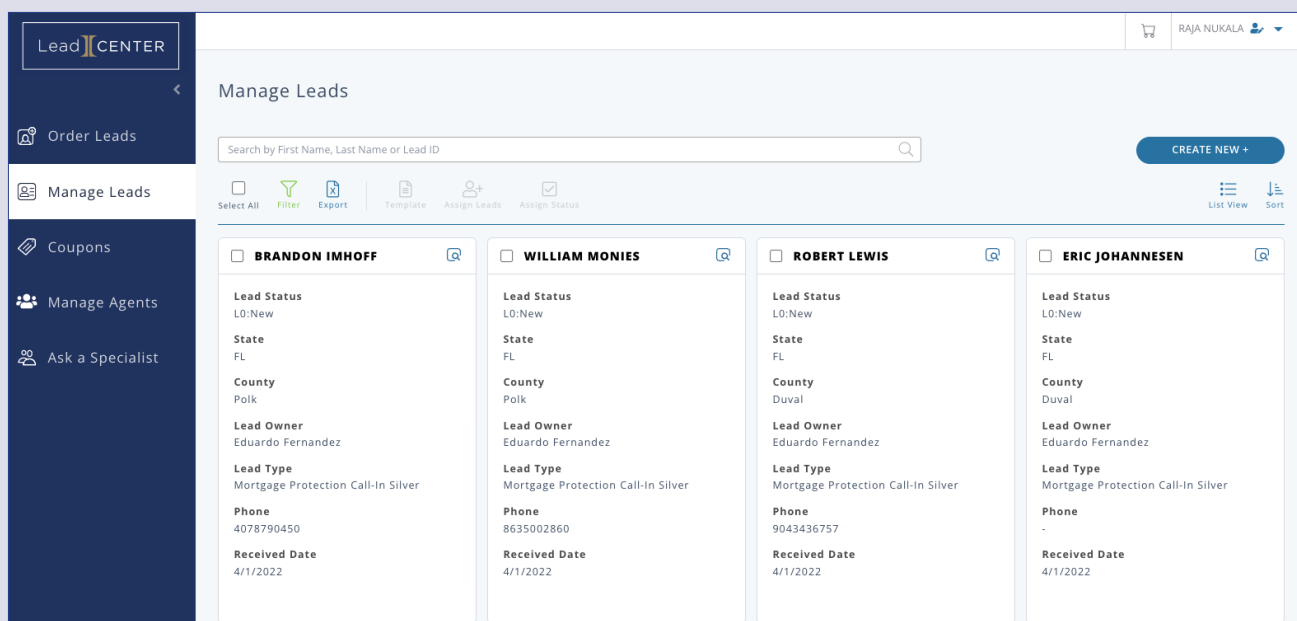 Lead CENTER
RAJA NUKALA
Manage Leads
Order Leads
Manage Leads
Coupons
Manage Agents
Ask a Specialist
Search by First Name, Last Name or Lead ID
CREATE NEW +
Select All
Filter
Export
Template
Assign Leads
Assign Status
List View
Sort
BRANDON IMHOFF
Lead Status
L0:New
State
FL
County
Polk
Lead Owner
Eduardo Fernandez
Lead Type
Mortgage Protection Call-In Silver
Phone
4078790450
Received Date
4/1/2022
WILLIAM MONIES
Lead Status
L0:New
State
FL
County
Polk
Lead Owner
Eduardo Fernandez
Lead Type
Mortgage Protection Call-In Silver
Phone
8635002860
Received Date
4/1/2022
ROBERT LEWIS
Lead Status
L0:New
State
FL
County
Duval
Lead Owner
Eduardo Fernandez
Lead Type
Mortgage Protection Call-In Silver
Phone
9043436757
Received Date
4/1/2022
ERIC JOHANNESEN
Lead Status
L0:New
State
FL
County
Duval
Lead Owner
Eduardo Fernandez
Lead Type
Mortgage Protection Call-In Silver
Phone
-
Received Date
4/1/2022